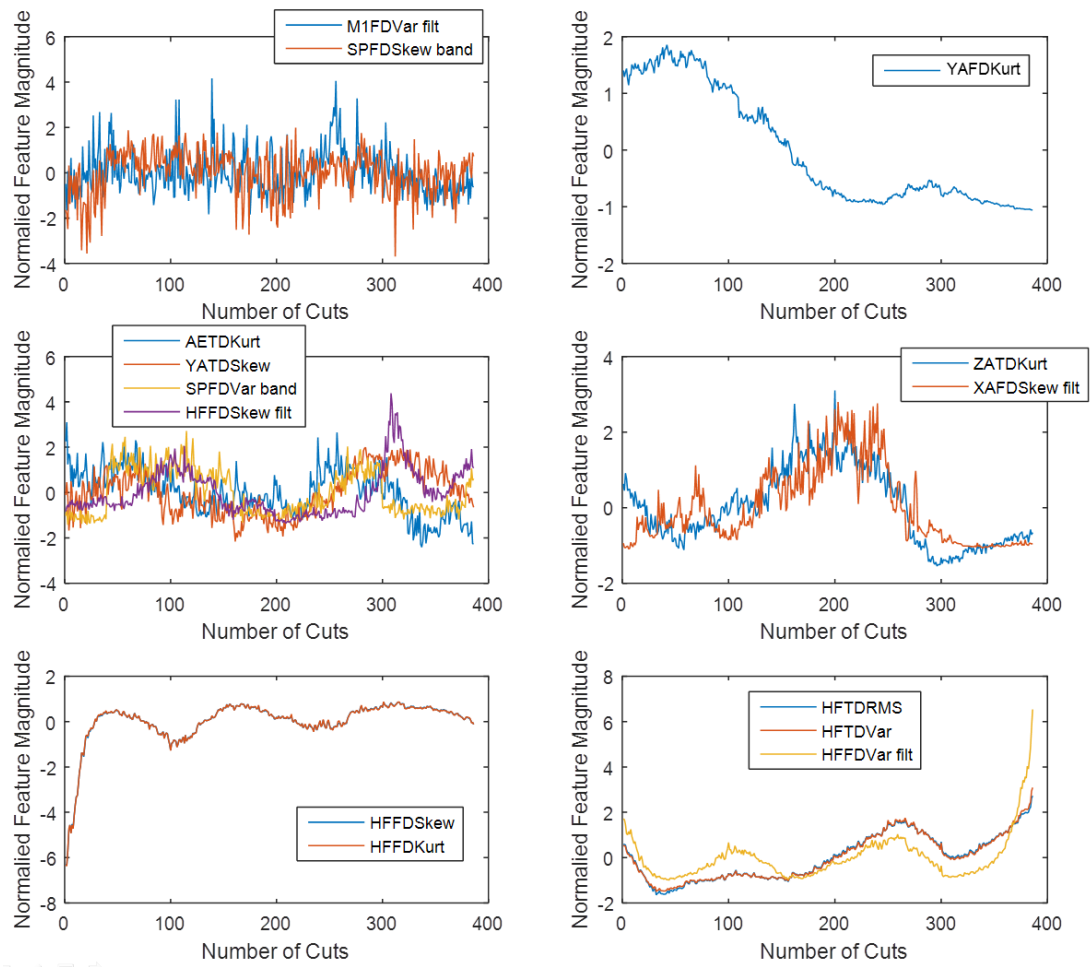 M1FDVar filt
SPFDSkew band
6
4
2
0
-2
-4
0 100 200 300 400
Normalied Feature Magnitude
Number of Cuts
YAFDKurt
2
1
0
-1
-2
0 100 200 300 400
Normalied Feature Magnitude
Number of Cuts
AETDKurt
YATDSkew
SPFDVar band
HFFDSkew filt
6
4
2
0
-2
-4
0 100 200 300 400
Normalied Feature Magnitude
Number of Cuts
ZATDKurt
XAFDSkew filt
4
2
0
-2
0 100 200 300 400
Normalied Feature Magnitude
Number of Cuts
HFFDSkew
HFFDKurt
2
0
-2
-4
-6
-8
0 100 200 300 400
Normalied Feature Magnitude
Number of Cuts
HFTDRMS
HFTDVar
HFFDVar filt
8
6
4
2
0
-2
0 100 200 300 400
Normalied Feature Magnitude
Number of Cuts